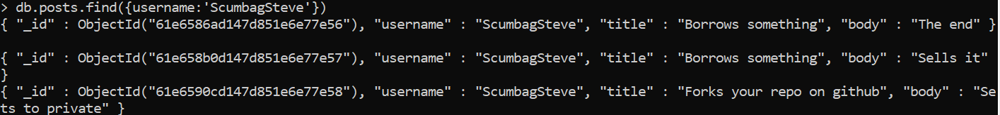 > db.posts.find({username:'ScumbagSteve'})
{ "_id" : ObjectId("61e6586ad147d851e6e77e56"), "username" : "ScumbagSteve", "title" : "Borrows something", "body" : "The end" }
{ "_id" : ObjectId("61e658b0d147d851e6e77e57"), "username" : "ScumbagSteve", "title" : "Borrows something", "body" : "Sells it"
}
{ "_id" : ObjectId("61e6590cd147d851e6e77e58"), "username" : "ScumbagSteve", "title" : "Forks your repo on github", "body" : "Se
ts to private" }